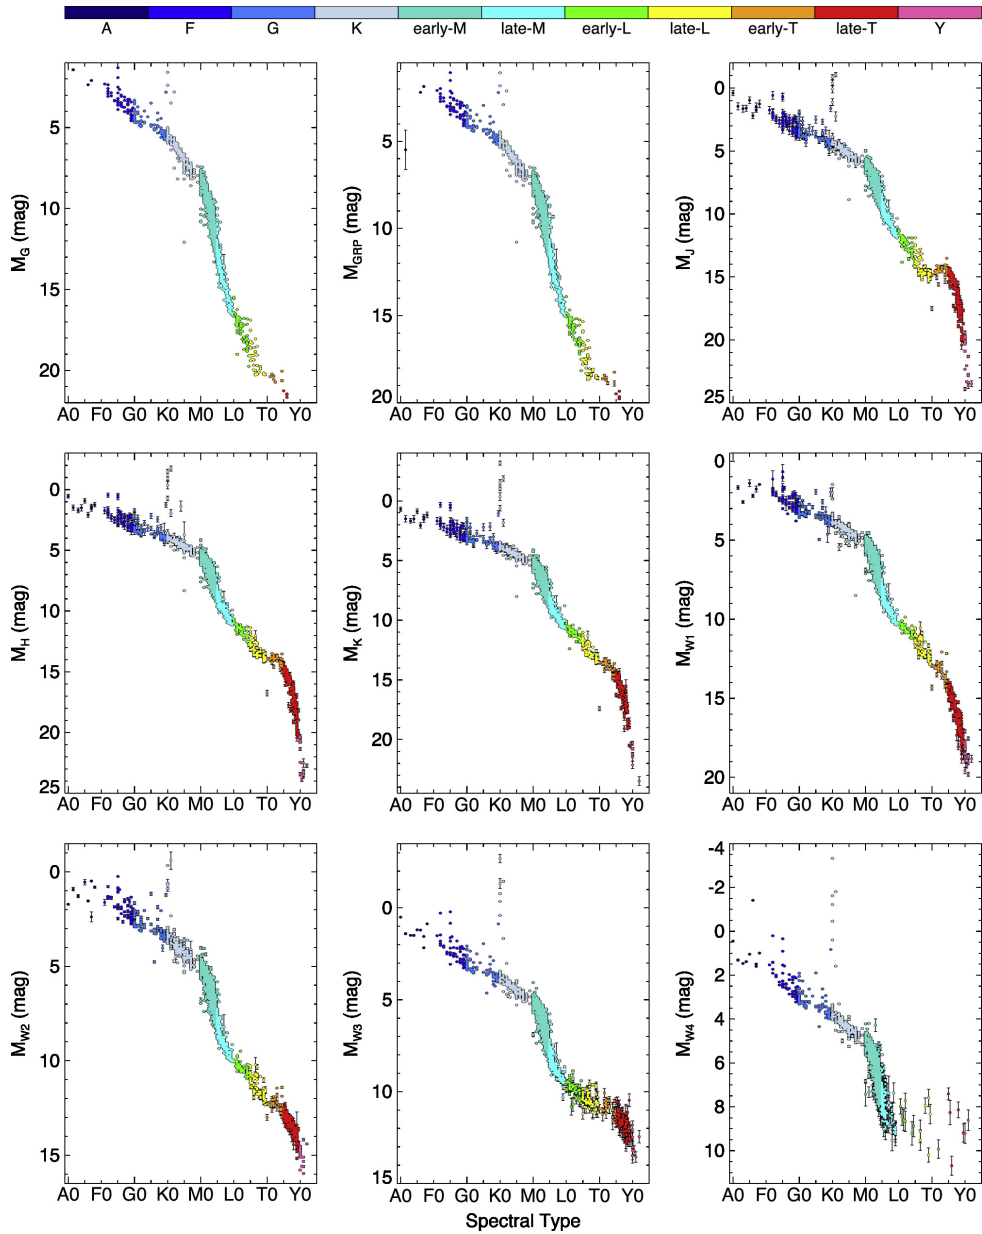 A F G K early-M late-M early-L late-L early-T late-T Y
M_G (mag)
5
10
15
20
A0 F0 G0 K0 M0 L0 T0 Y0
M_GRP (mag)
5
10
15
20
A0 F0 G0 K0 M0 L0 T0 Y0
M_J (mag)
0
5
10
15
20
25
A0 F0 G0 K0 M0 L0 T0 Y0
M_H (mag)
0
5
10
15
20
25
A0 F0 G0 K0 M0 L0 T0 Y0
M_K (mag)
0
5
10
15
20
A0 F0 G0 K0 M0 L0 T0 Y0
M_W1 (mag)
0
5
10
15
20
A0 F0 G0 K0 M0 L0 T0 Y0
M_W2 (mag)
0
5
10
15
A0 F0 G0 K0 M0 L0 T0 Y0
M_W3 (mag)
0
5
10
15
A0 F0 G0 K0 M0 L0 T0 Y0
M_W4 (mag)
-4
-2
0
2
4
6
8
10
A0 F0 G0 K0 M0 L0 T0 Y0
Spectral Type